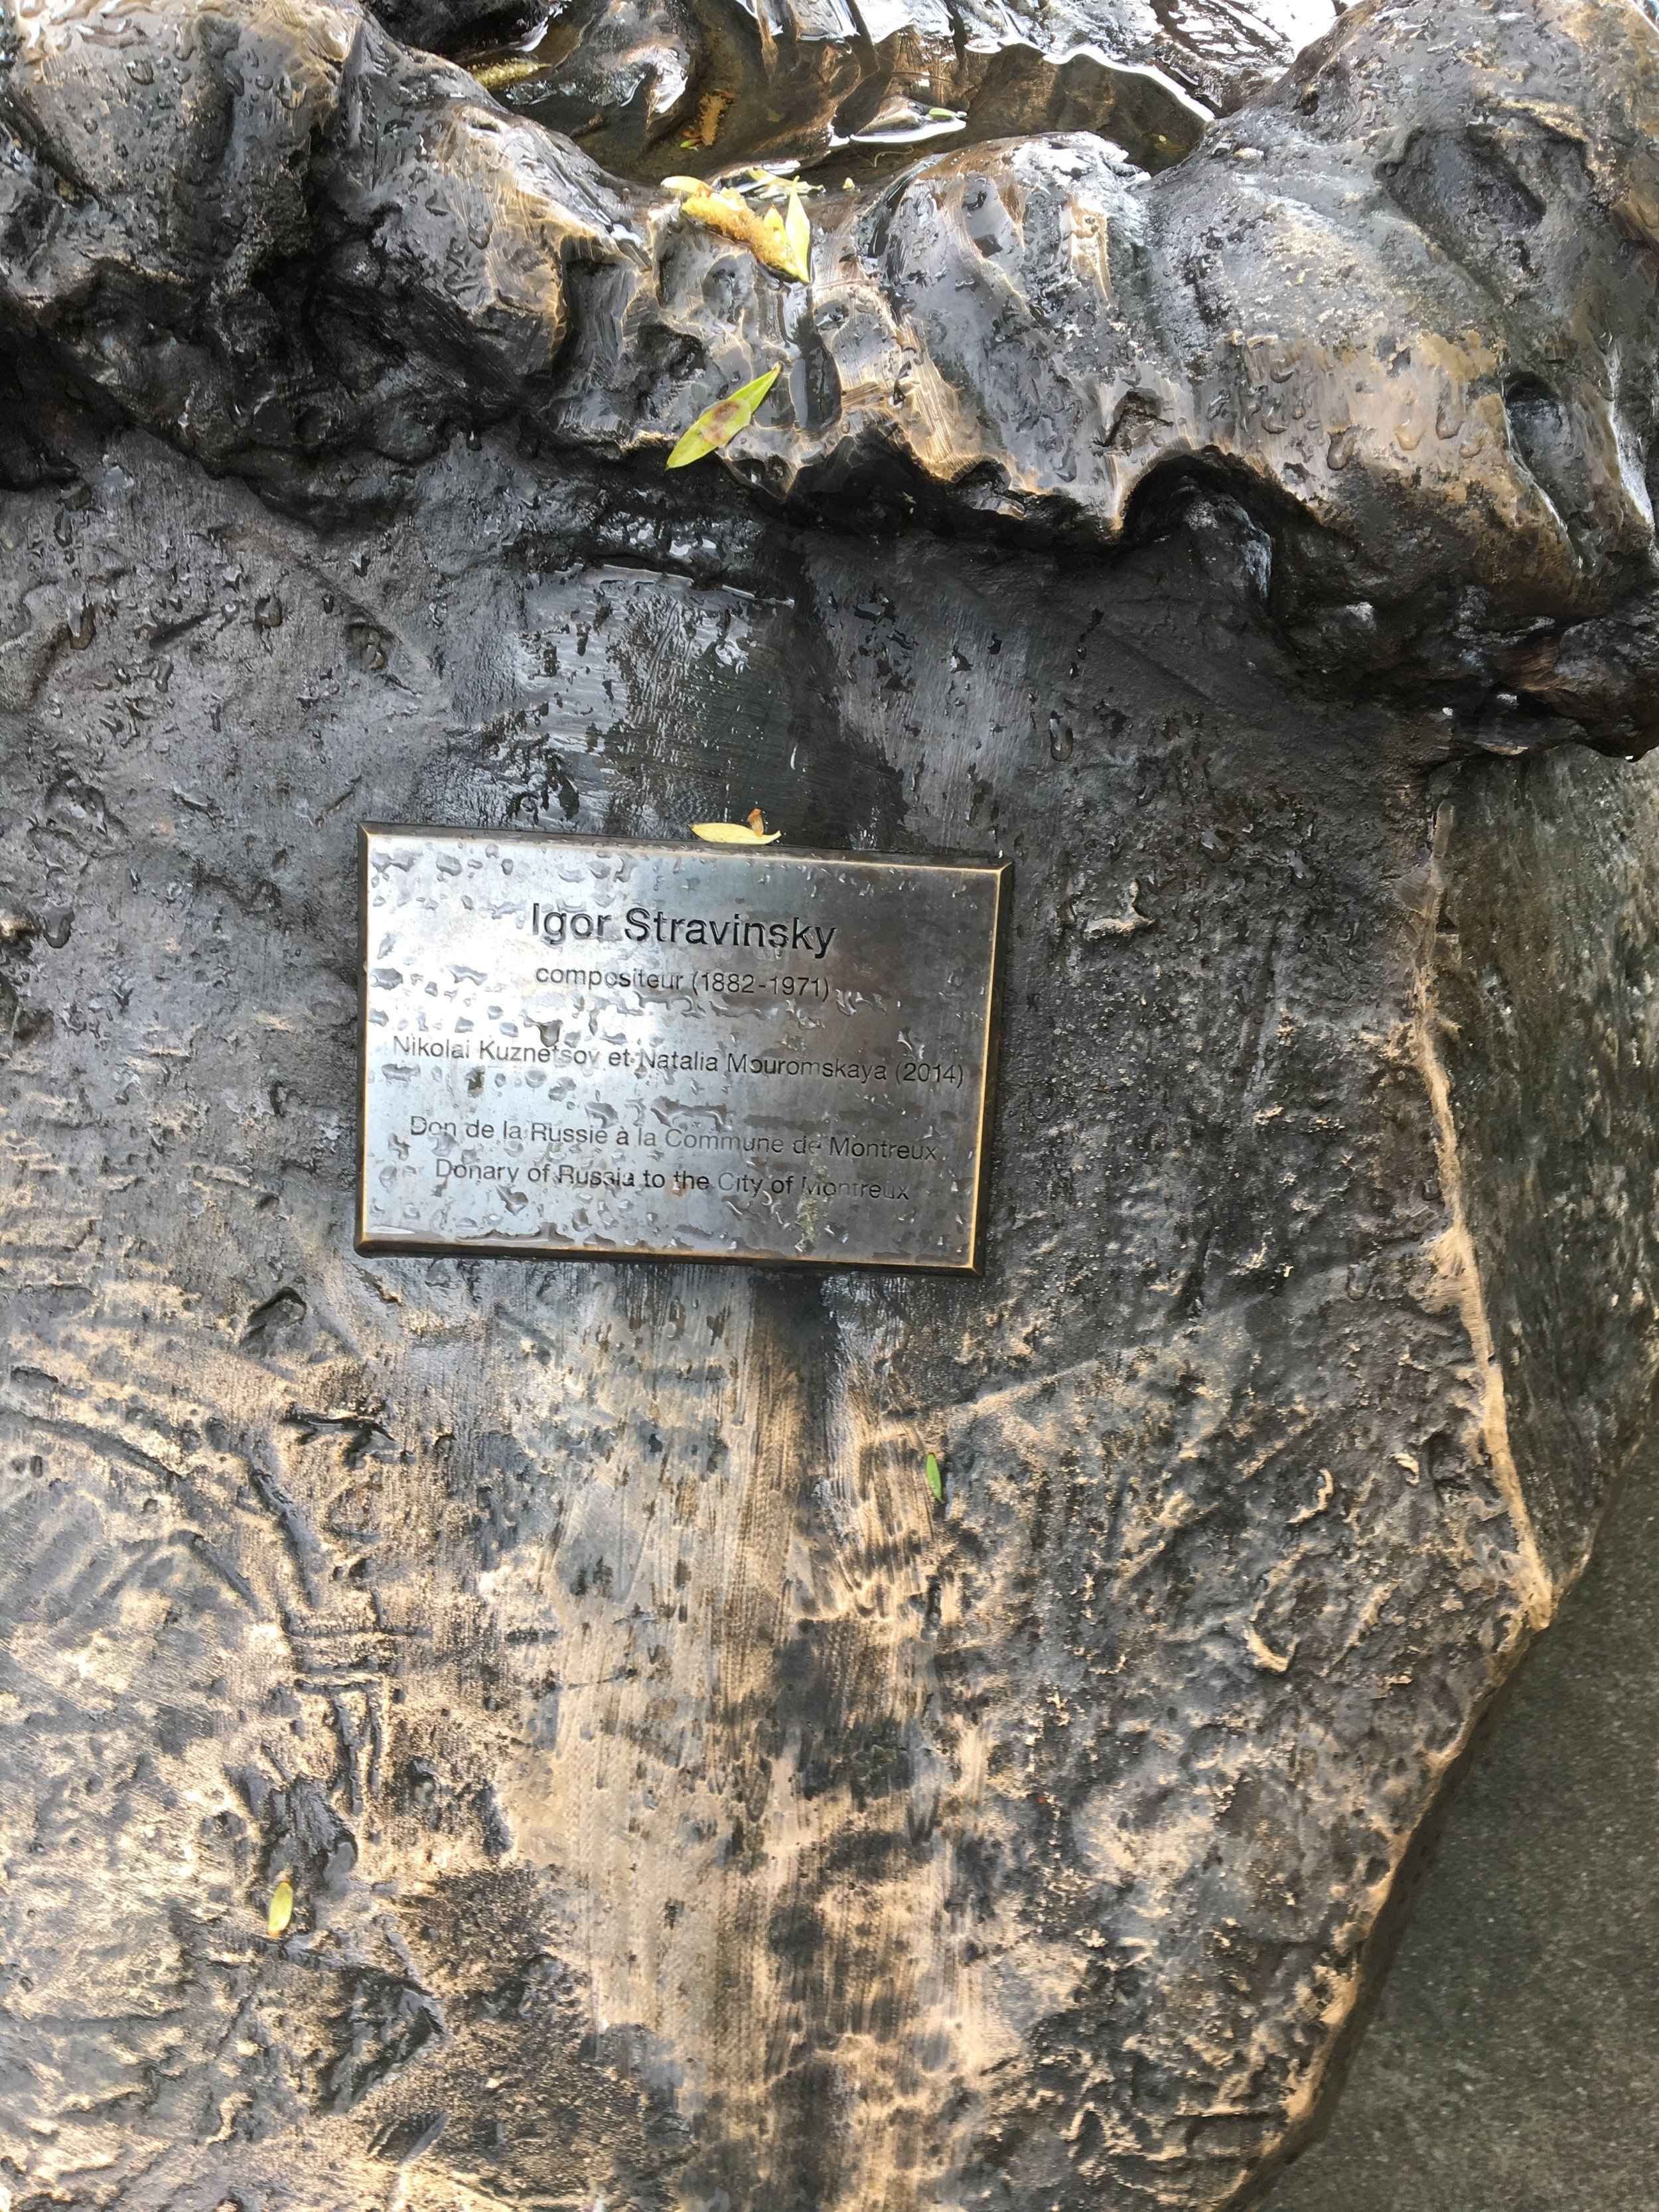 Igor Stravinsky
compositeur (1882-1971)
Nikolai Kuznetsov et Natalia Mouromskaya (2014)
Don de la Russie à la Commune de Montreux
Donary of Russia to the City of Montreux